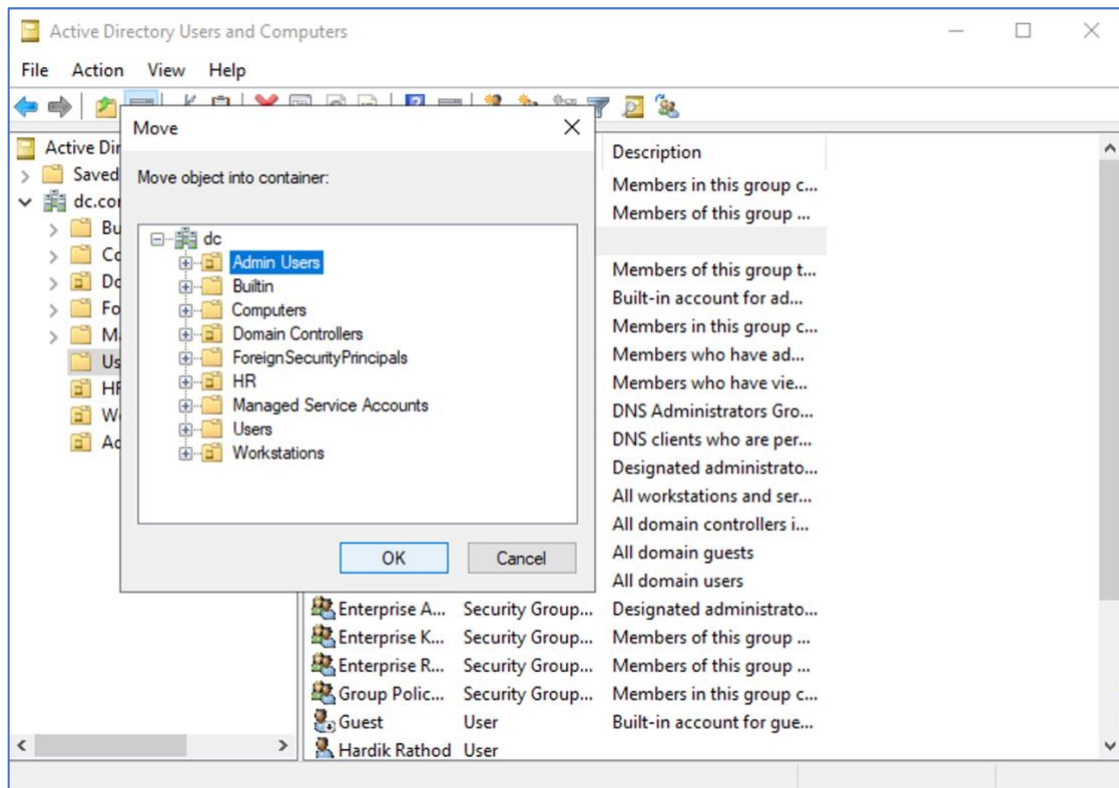 Active Directory Users and Computers
File Action View Help
Move
Move object into container:
dc
Admin Users
Builtin
Computers
Domain Controllers
ForeignSecurityPrincipals
HR
Managed Service Accounts
Users
Workstations
OK Cancel
Active Dir
Saved
dc.co
Bu
Co
Do
Fo
M
Us
HR
W
Ad
Description
Members in this group c...
Members of this group ...
Members of this group t...
Built-in account for ad...
Members in this group c...
Members who have ad...
Members who have vie...
DNS Administrators Gro...
DNS clients who are per...
Designated administrato...
All workstations and ser...
All domain controllers i...
All domain guests
All domain users
Enterprise A... Security Group... Designated administrato...
Enterprise K... Security Group... Members of this group ...
Enterprise R... Security Group... Members of this group ...
Group Polic... Security Group... Members in this group c...
Guest User Built-in account for gue...
Hardik Rathod User